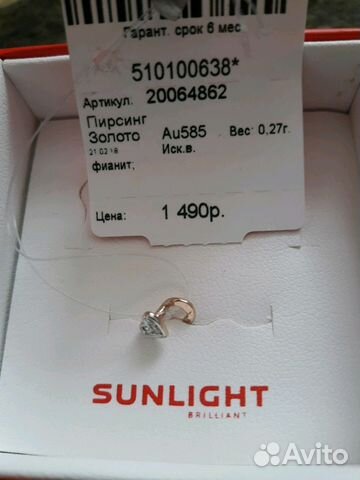 Гарант. срок 6 мес
510100638*
Артикул: 20064862
Пирсинг
Золото Au585 Вес: 0,27г.
21.02.18 Иск.в.
фианит;
Цена: 1 490р.
SUNLIGHT
BRILLIANT
Avito